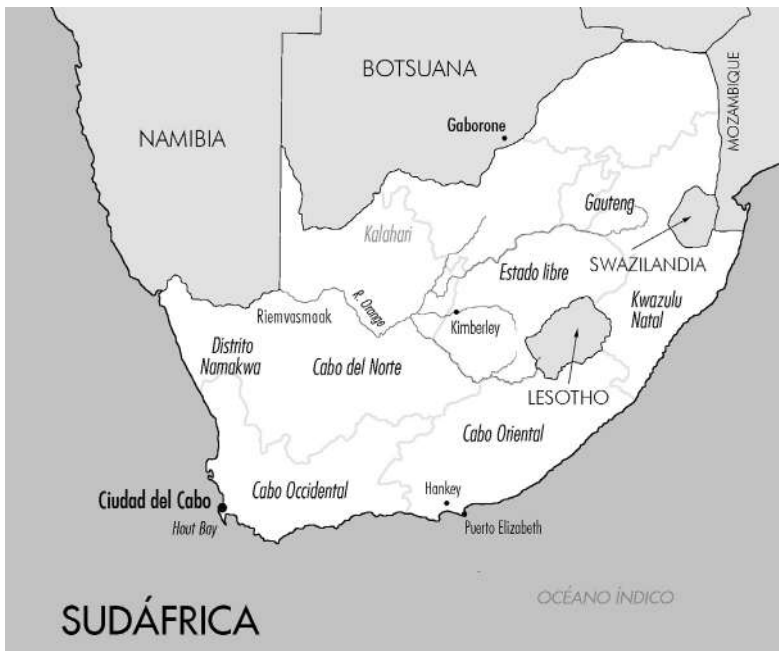 BOTSUANA
MOZAMBIQUE
NAMIBIA
Gaborone
Gauteng
Kalahari
SWAZILANDIA
Estado libre
R. Orange
Kwazulu
Natal
Riemvasmaak
Kimberley
Distrito
Namakwa
Cabo del Norte
LESOTHO
Cabo Oriental
Cabo Occidental
Hankey
Ciudad del Cabo
Hout Bay
Puerto Elizabeth
OCÉANO ÍNDICO
SUDÁFRICA